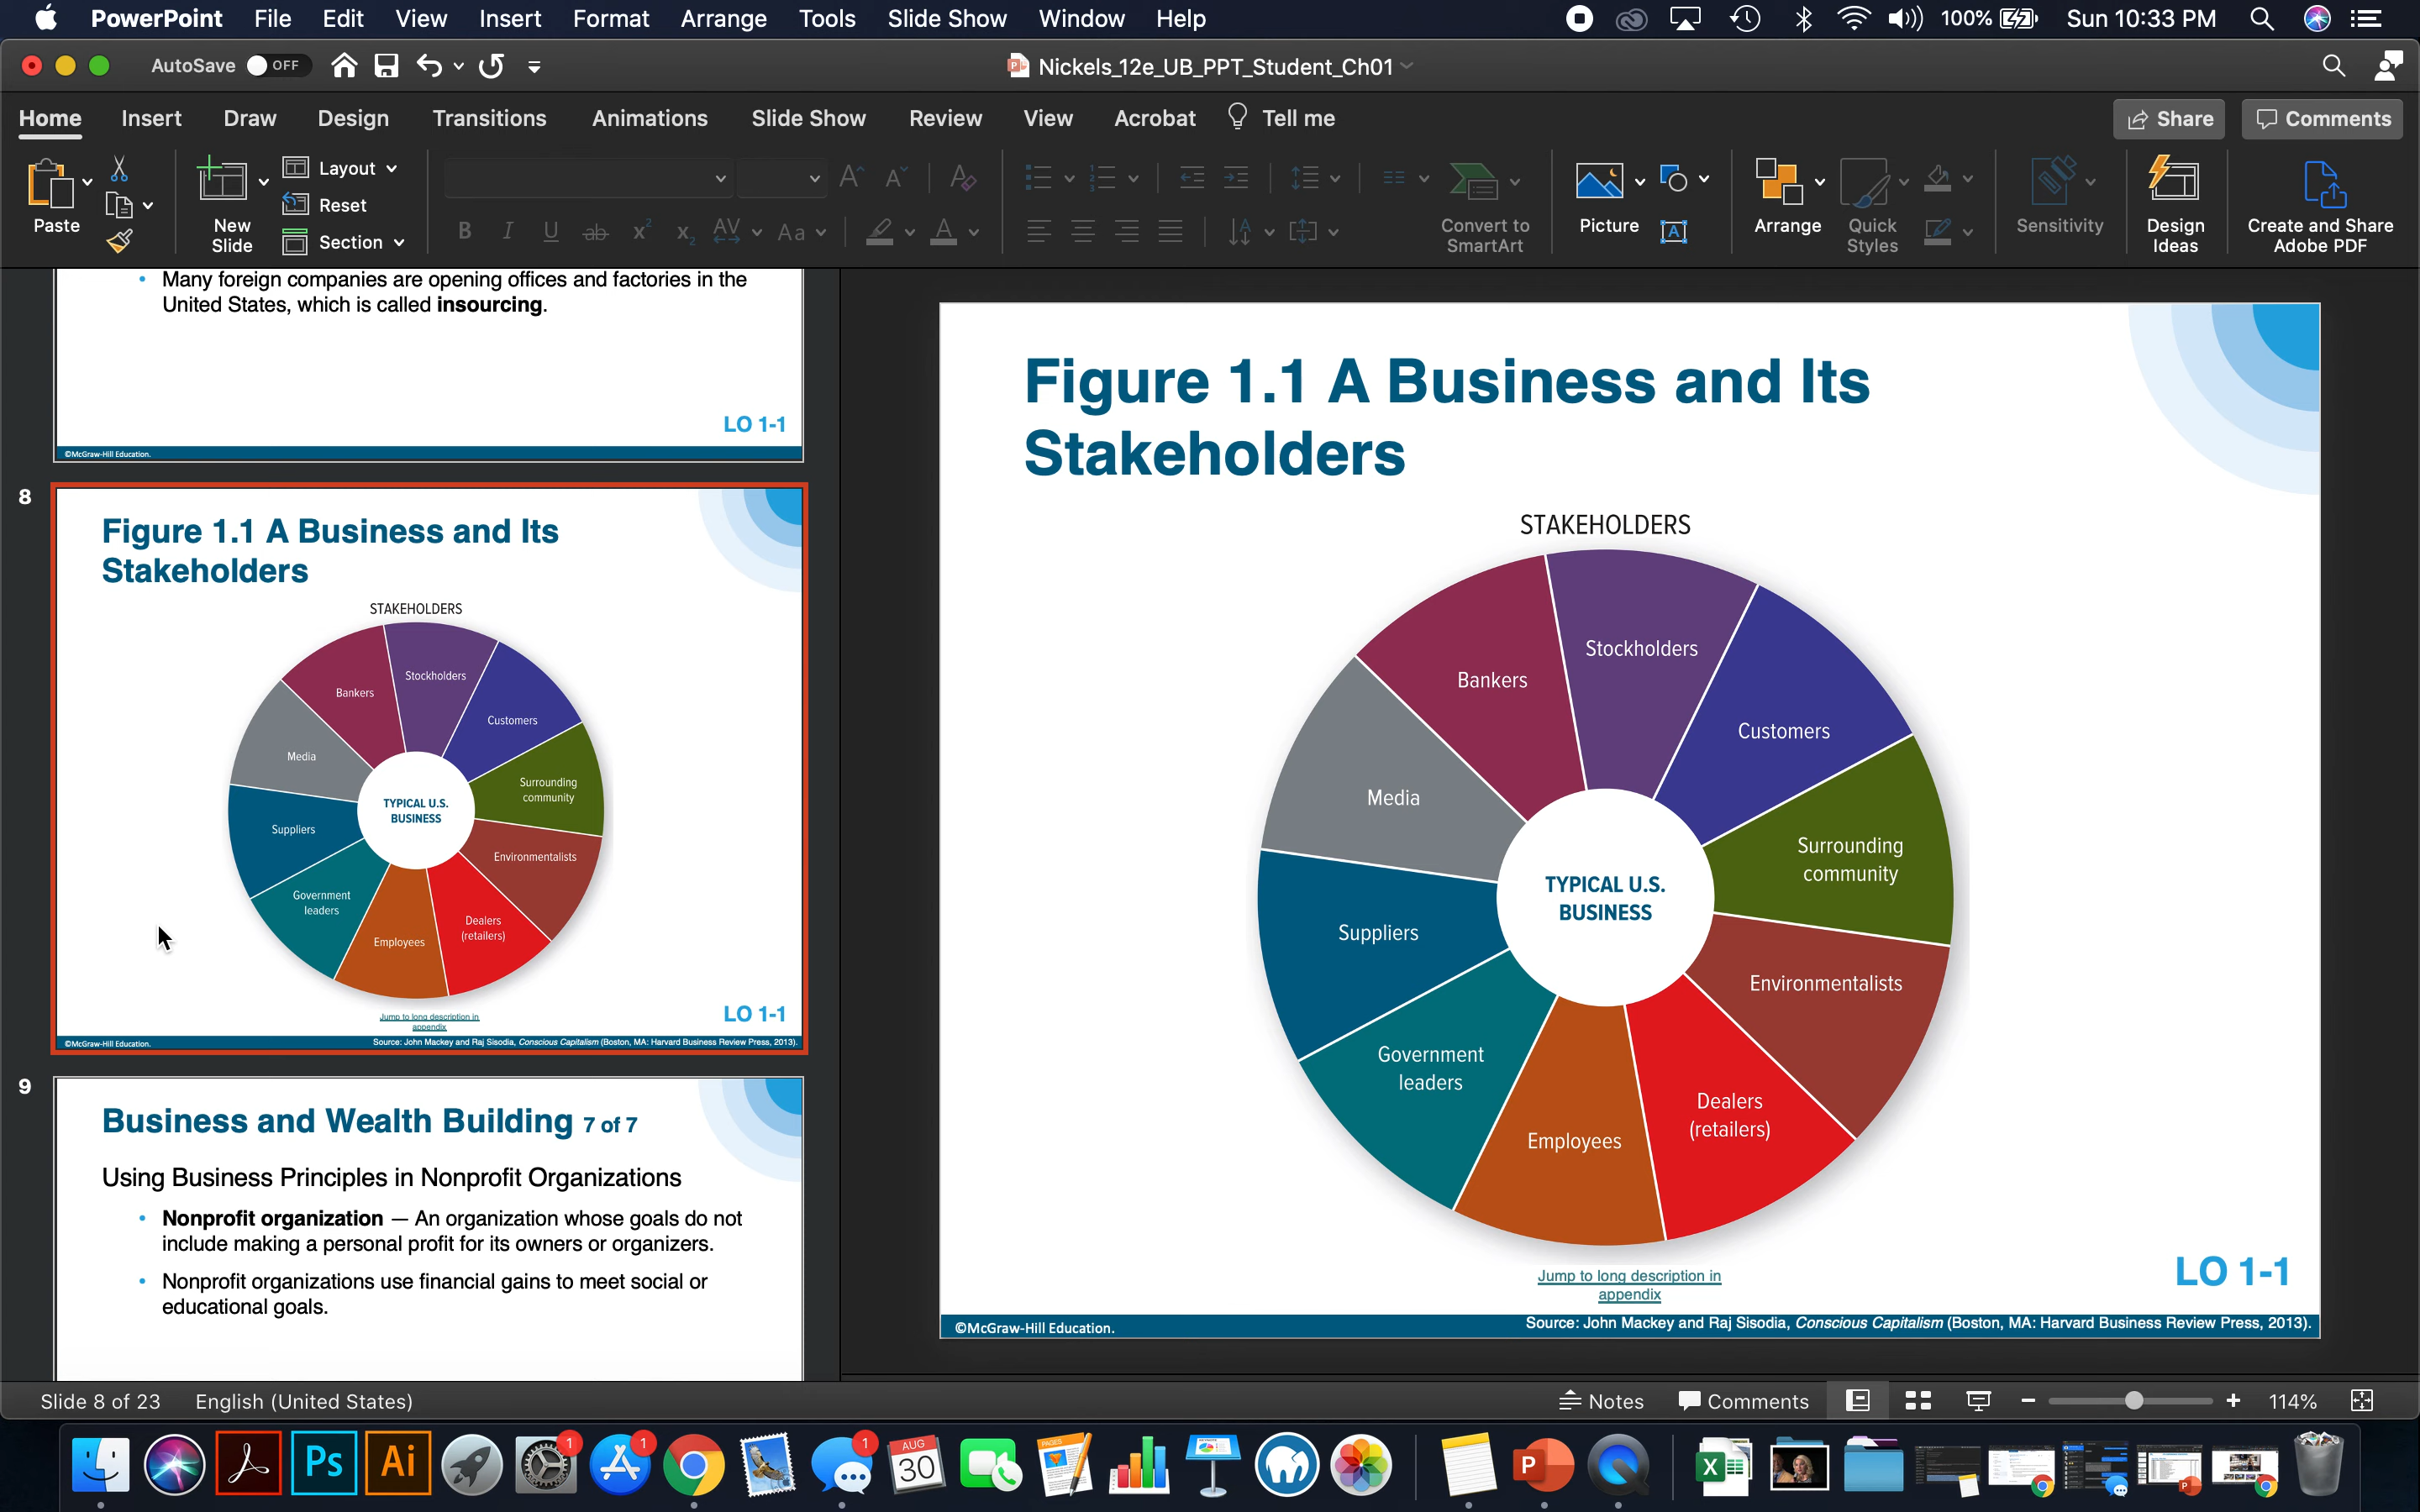 PowerPoint File Edit View Insert Format Arrange Tools Slide Show Window Help 100% Sun 10:33 PM
AutoSave OFF Nickels_12e_UB_PPT_Student_Ch01
Home Insert Draw Design Transitions Animations Slide Show Review View Acrobat Tell me Share Comments
Paste
New
Slide
Layout
Reset
Section
B I U ab x² x₂ AV Aa A
Convert to
SmartArt
Picture
Arrange
Quick
Styles
Sensitivity
Design
Ideas
Create and Share
Adobe PDF
• Many foreign companies are opening offices and factories in the
United States, which is called insourcing.
LO 1-1
©McGraw-Hill Education.
8
Figure 1.1 A Business and Its
Stakeholders
STAKEHOLDERS
Stockholders
Bankers
Customers
Media
Surrounding
community
TYPICAL U.S.
BUSINESS
Suppliers
Environmentalists
Government
leaders
Dealers
(retailers)
Employees
Jump to long description in
appendix
LO 1-1
©McGraw-Hill Education.
Source: John Mackey and Raj Sisodia, Conscious Capitalism (Boston, MA: Harvard Business Review Press, 2013).
9
Business and Wealth Building 7 of 7
Using Business Principles in Nonprofit Organizations
• Nonprofit organization — An organization whose goals do not
include making a personal profit for its owners or organizers.
• Nonprofit organizations use financial gains to meet social or
educational goals.
Figure 1.1 A Business and Its
Stakeholders
STAKEHOLDERS
Stockholders
Bankers
Customers
Media
Surrounding
community
TYPICAL U.S.
BUSINESS
Suppliers
Environmentalists
Government
leaders
Dealers
(retailers)
Employees
Jump to long description in
appendix
LO 1-1
©McGraw-Hill Education.
Source: John Mackey and Raj Sisodia, Conscious Capitalism (Boston, MA: Harvard Business Review Press, 2013).
Slide 8 of 23 English (United States) Notes Comments 114%
Ps
Ai
1
1
1
AUG
30
PAGES
P
X